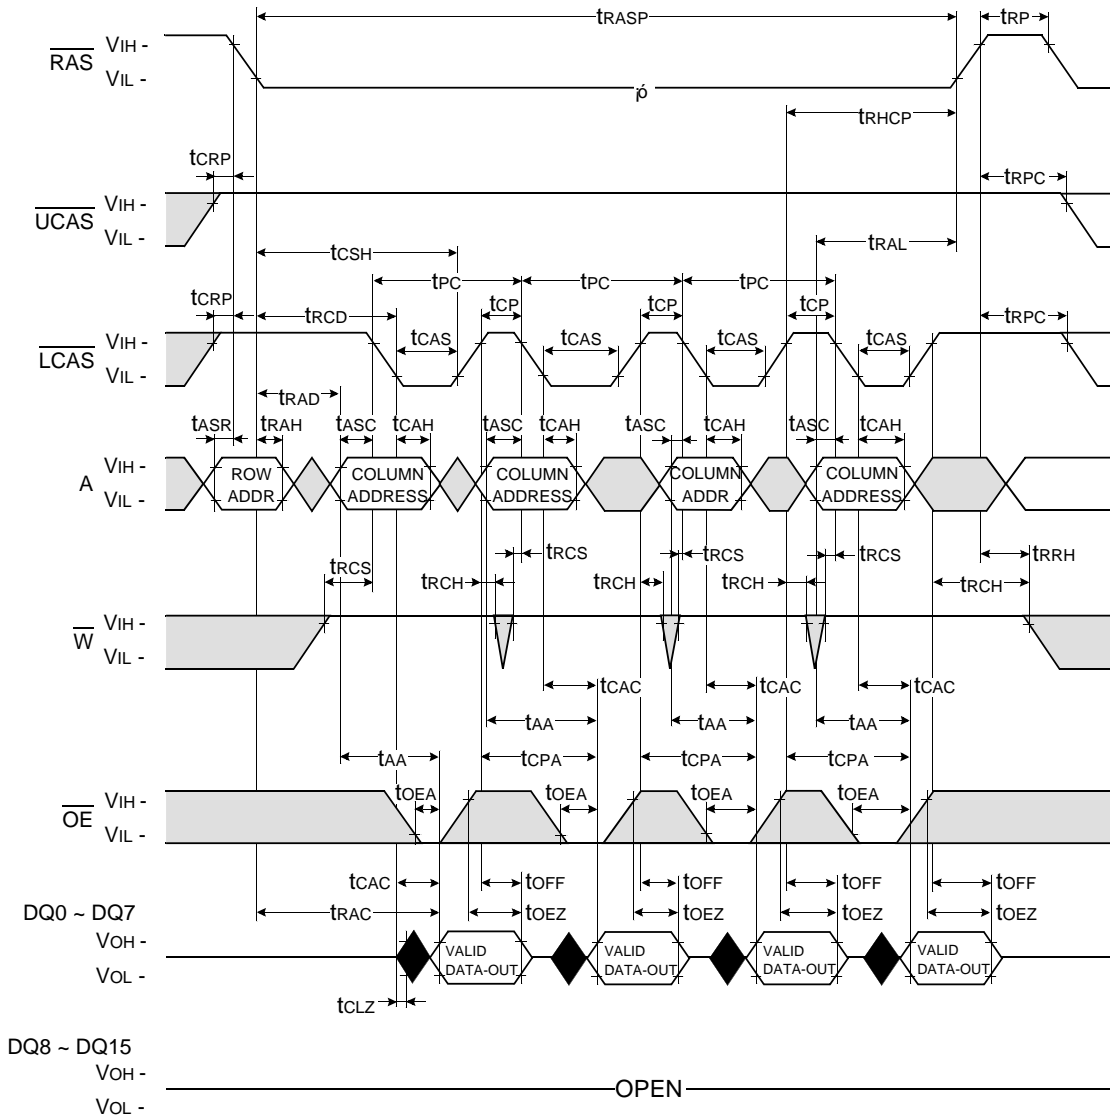 tRASP
tRP
RAS
VIH -
VIL -
ió
tRHCP
tCRP
tRPC
UCAS
VIH -
VIL -
tCSH
tRAL
tPC
tPC
tPC
tCRP
tRCD
tCP
tCP
tCP
tRPC
LCAS
VIH -
VIL -
tCAS
tCAS
tCAS
tCAS
tRAD
tASR
tRAH
tASC
tCAH
tASC
tCAH
tASC
tCAH
tASC
tCAH
A
VIH -
VIL -
ROW
ADDR
COLUMN
ADDRESS
COLUMN
ADDRESS
COLUMN
ADDR
COLUMN
ADDRESS
tRCS
tRCS
tRCS
tRCS
tRRH
tRCH
tRCH
tRCH
tRCH
W
VIH -
VIL -
tCAC
tCAC
tCAC
tAA
tAA
tAA
tAA
tCPA
tCPA
tCPA
OE
VIH -
VIL -
tOEA
tOEA
tOEA
tOEA
tCAC
tOFF
tOFF
tOFF
tOFF
DQ0 ~ DQ7
tRAC
tOEZ
tOEZ
tOEZ
tOEZ
VOH -
VOL -
VALID
DATA-OUT
VALID
DATA-OUT
VALID
DATA-OUT
VALID
DATA-OUT
tCLZ
DQ8 ~ DQ15
VOH -
VOL -
OPEN